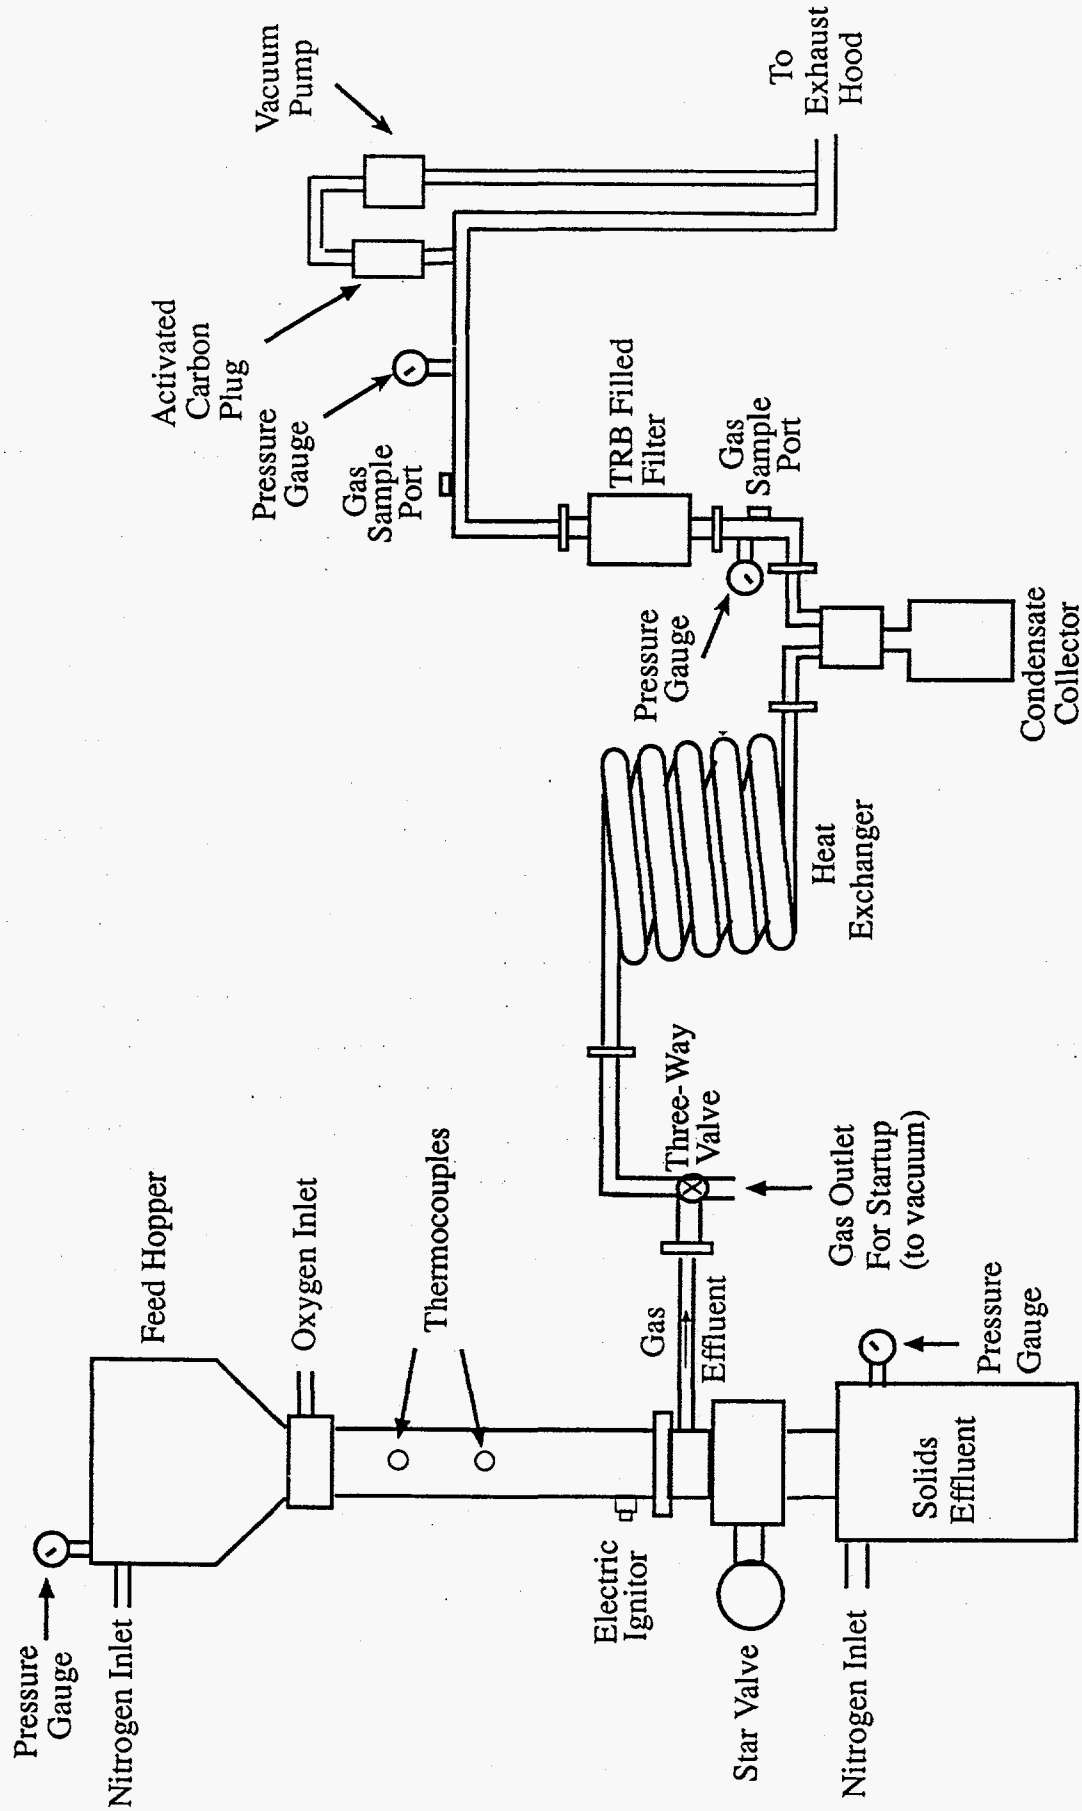 Pressure
Gauge
Nitrogen Inlet
Feed Hopper
Oxygen Inlet
Thermocouples
Electric
Ignitor
Star Valve
Nitrogen Inlet
Solids
Effluent
Pressure
Gauge
Gas
Effluent
Three-Way
Valve
Gas Outlet
For Startup
(to vacuum)
Heat
Exchanger
Condensate
Collector
Pressure
Gauge
Gas
Sample
Port
TRB Filled
Filter
Gas
Sample
Port
Pressure
Gauge
Activated
Carbon
Plug
Vacuum
Pump
To
Exhaust
Hood